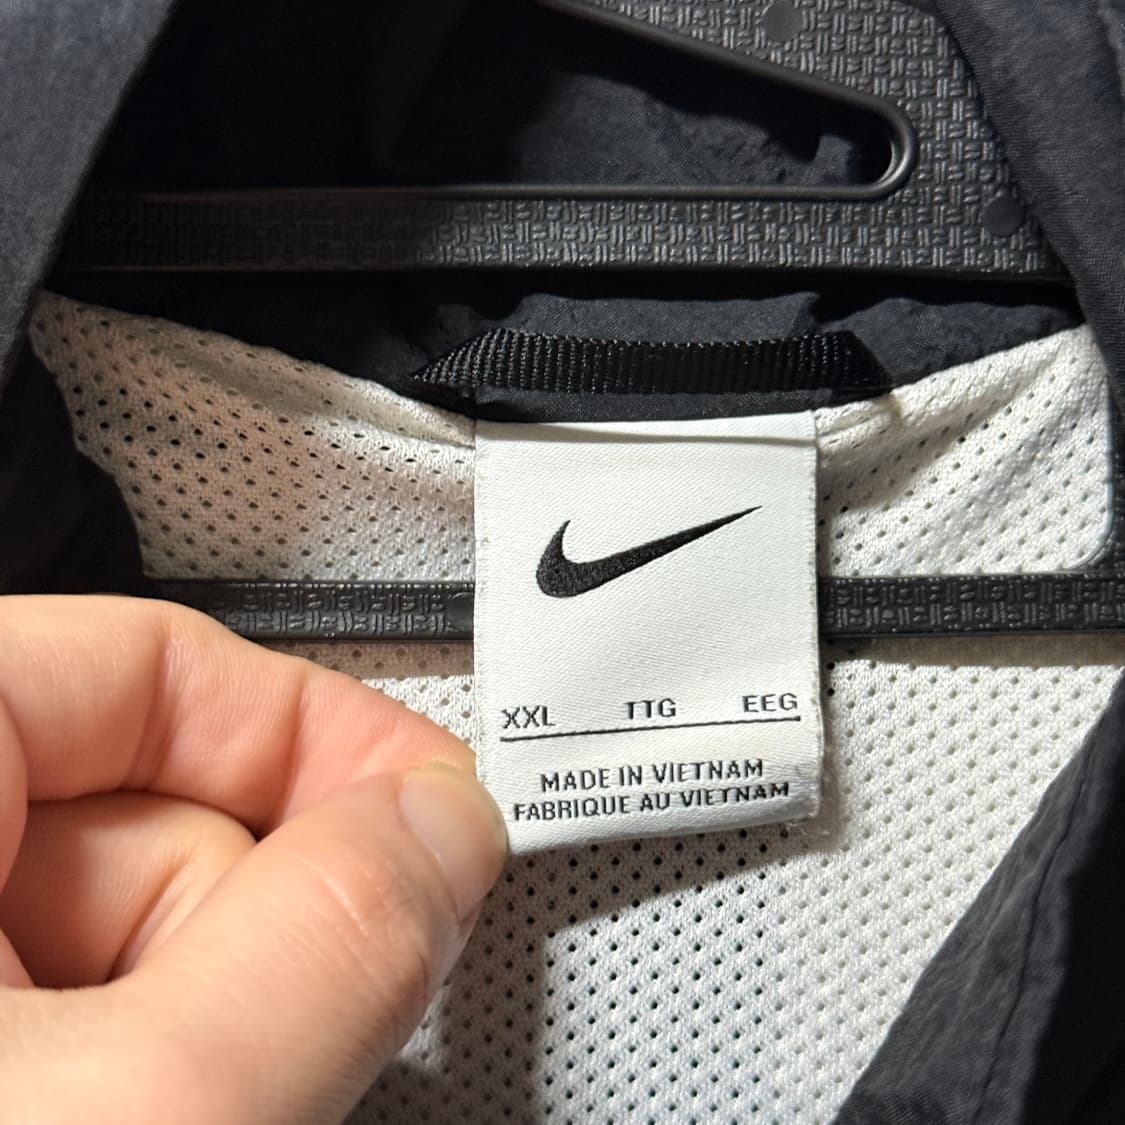 XXL TTG EEG
MADE IN VIETNAM
FABRIQUE AU VIETNAM